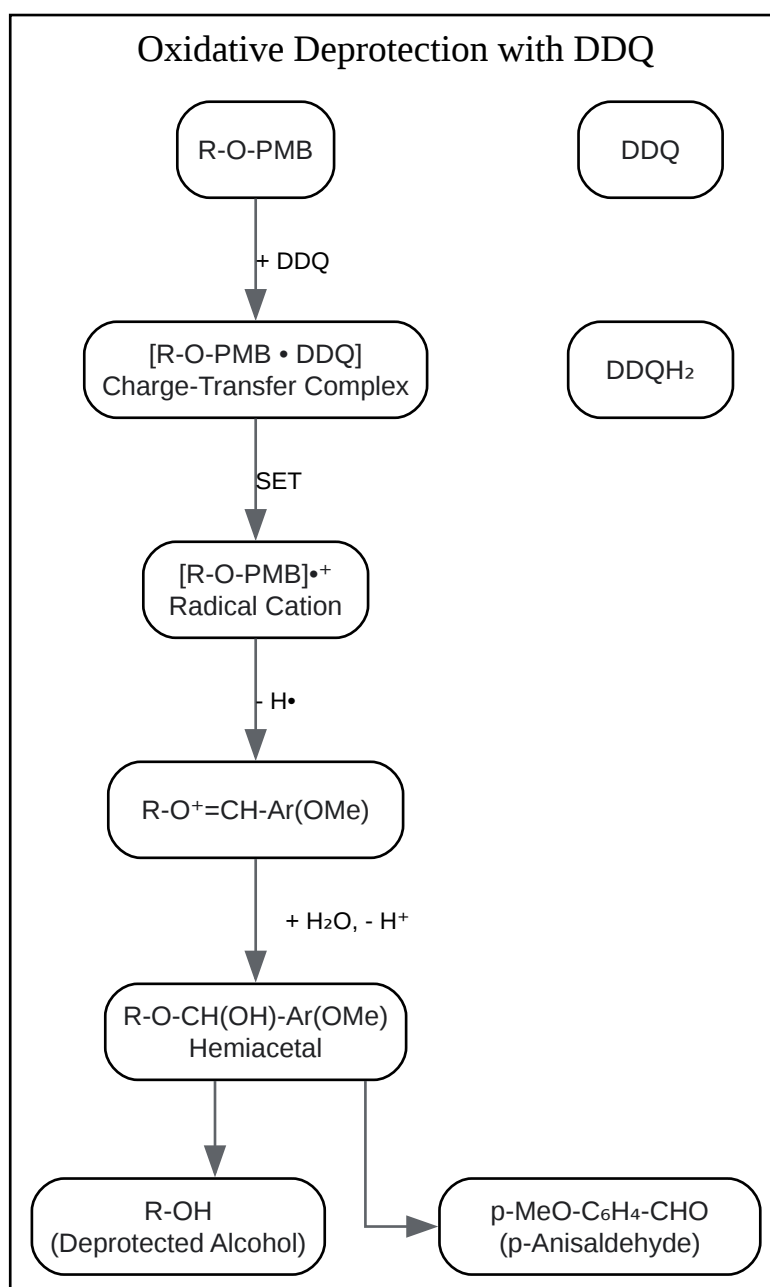 Oxidative Deprotection with DDQ
R-O-PMB
DDQ
+ DDQ
[R-O-PMB • DDQ]
Charge-Transfer Complex
DDQH₂
SET
[R-O-PMB]•⁺
Radical Cation
- H•
R-O⁺=CH-Ar(OMe)
+ H₂O, - H⁺
R-O-CH(OH)-Ar(OMe)
Hemiacetal
R-OH
(Deprotected Alcohol)
p-MeO-C₆H₄-CHO
(p-Anisaldehyde)